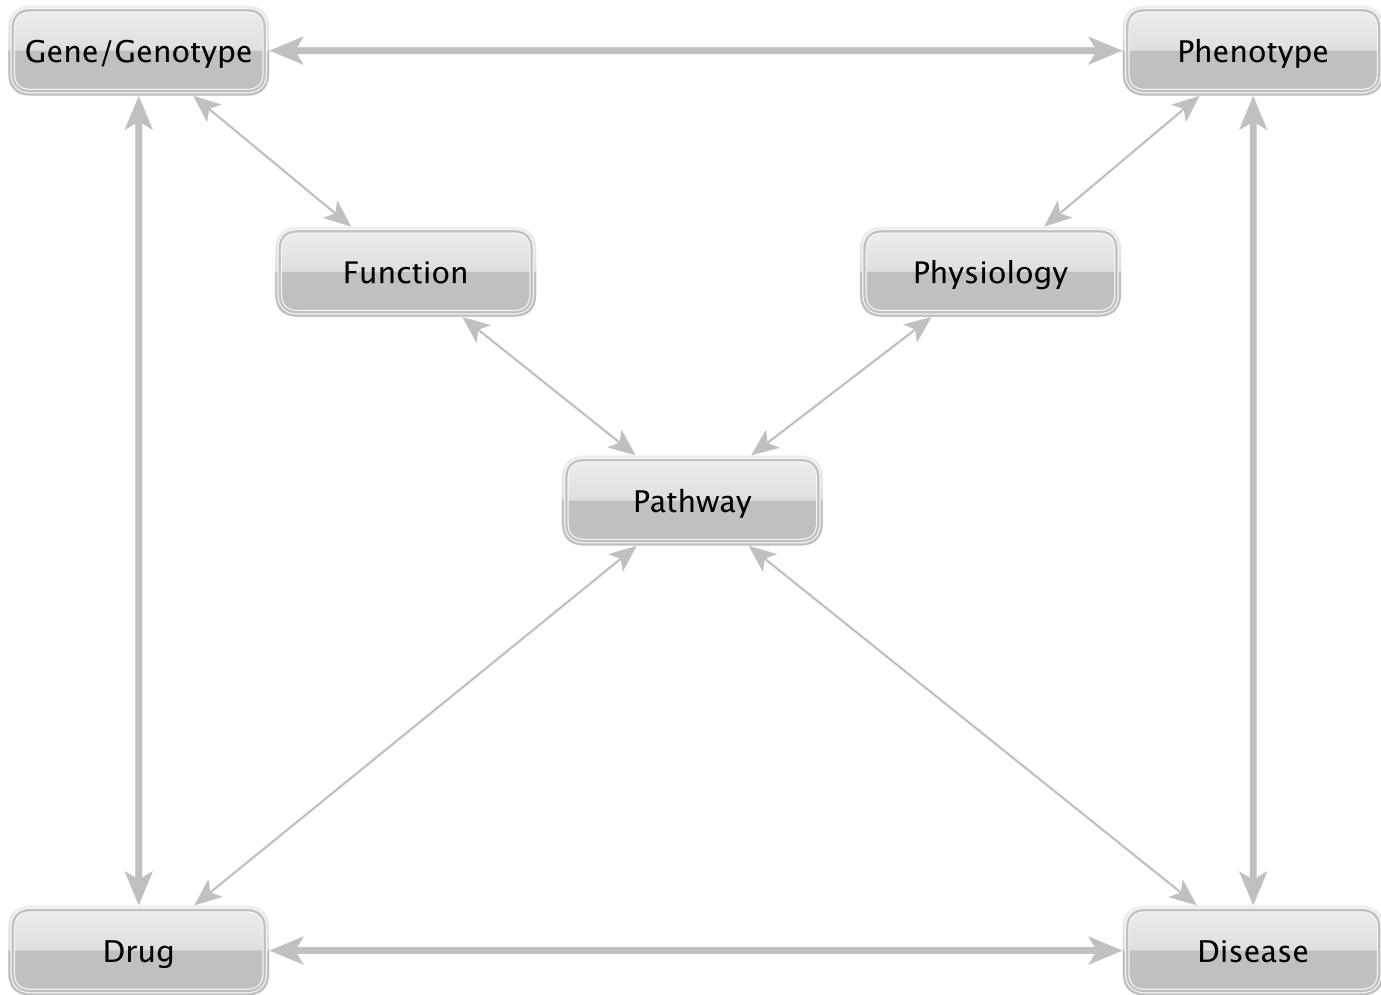 Gene/Genotype
Phenotype
Function
Physiology
Pathway
Drug
Disease